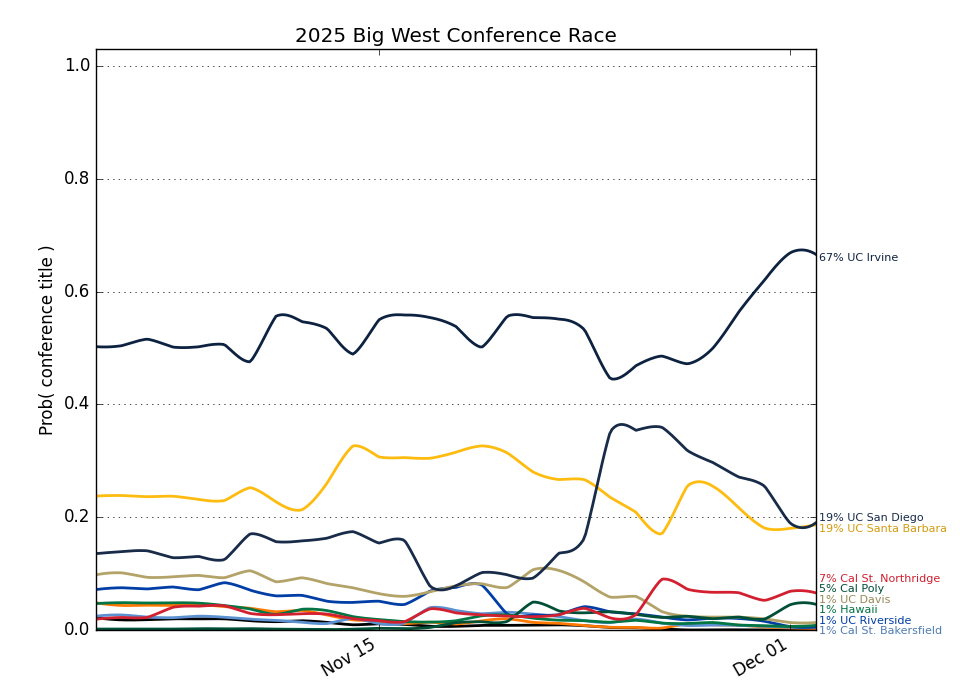 2025 Big West Conference Race
Prob( conference title )
1.0
0.8
0.6
0.4
0.2
0.0
Nov 15
Dec 01
67% UC Irvine
19% UC San Diego
19% UC Santa Barbara
7% Cal St. Northridge
5% Cal Poly
1% UC Davis
1% Hawaii
1% UC Riverside
1% Cal St. Bakersfield